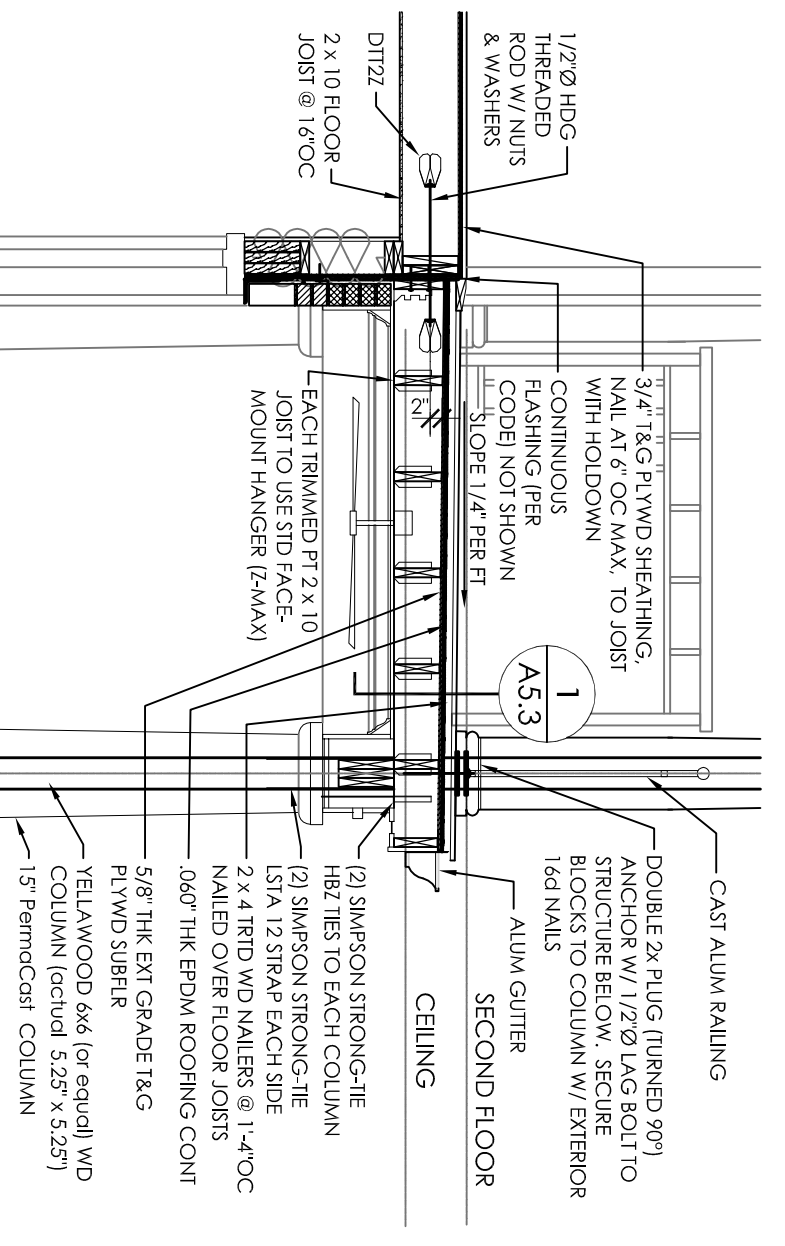 1/2"Ø HDG
THREADED
ROD W/ NUTS
& WASHERS
DTT2Z
2 x 10 FLOOR
JOIST @ 16"OC
3/4" T&G PLYWD SHEATHING,
NAIL AT 6" OC MAX, TO JOIST
WITH HOLDOWN
CONTINUOUS
FLASHING (PER
CODE) NOT SHOWN
SLOPE 1/4" PER FT
2"
EACH TRIMMED PT 2 x 10
JOIST TO USE STD FACE-
MOUNT HANGER (Z-MAX)
1
A5.3
CAST ALUM RAILING
DOUBLE 2x PLUG (TURNED 90°)
ANCHOR W/ 1/2"Ø LAG BOLT TO
STRUCTURE BELOW. SECURE
BLOCKS TO COLUMN W/ EXTERIOR
16d NAILS
ALUM GUTTER
SECOND FLOOR
CEILING
(2) SIMPSON STRONG-TIE
HBZ TIES TO EACH COLUMN
(2) SIMPSON STRONG-TIE
LSTA 12 STRAP EACH SIDE
2 x 4 TRTD WD NAILERS @ 1'-4"OC
NAILED OVER FLOOR JOISTS
.060" THK EPDM ROOFING CONT
5/8" THK EXT GRADE T&G
PLYWD SUBFLR
YELLAWOOD 6x6 (or equal) WD
COLUMN (actual 5.25" x 5.25")
15" PermaCast COLUMN